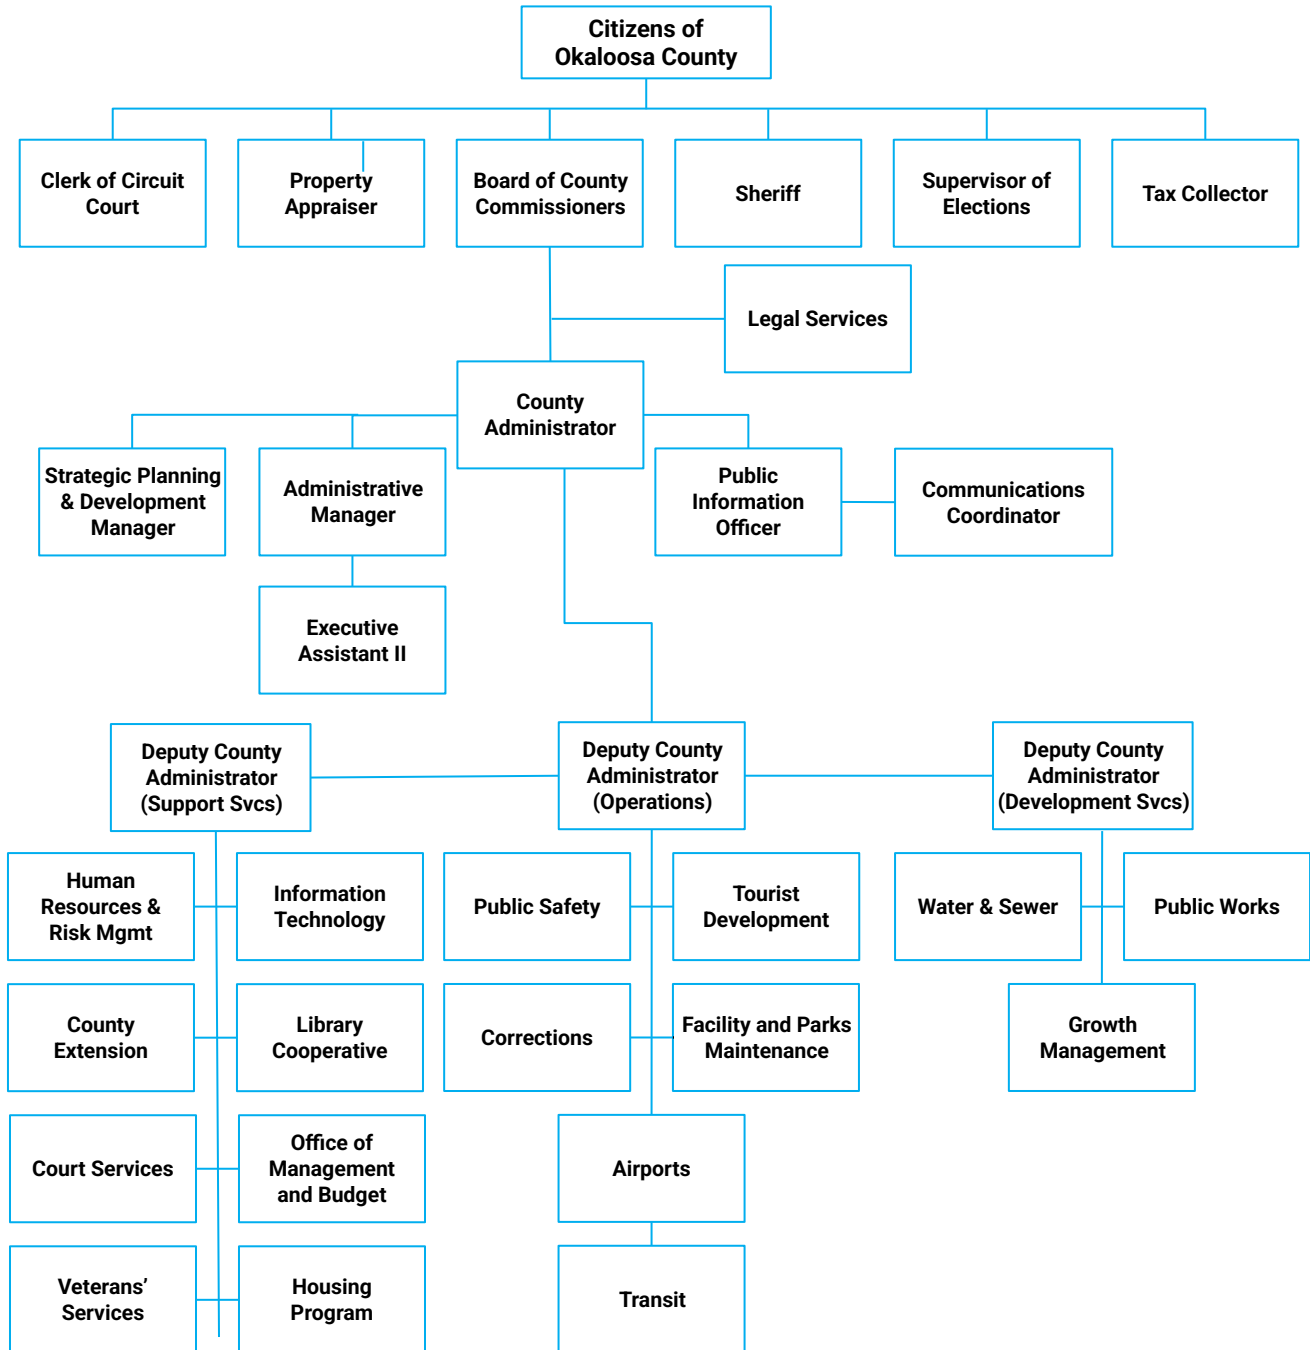 Citizens of
Okaloosa County
Clerk of Circuit
Court
Property
Appraiser
Board of County
Commissioners
Sheriff
Supervisor of
Elections
Tax Collector
Legal Services
County
Administrator
Strategic Planning
& Development
Manager
Administrative
Manager
Public
Information
Officer
Communications
Coordinator
Executive
Assistant II
Deputy County
Administrator
(Support Svcs)
Deputy County
Administrator
(Operations)
Deputy County
Administrator
(Development Svcs)
Human
Resources &
Risk Mgmt
Information
Technology
Public Safety
Tourist
Development
Water & Sewer
Public Works
County
Extension
Library
Cooperative
Corrections
Facility and Parks
Maintenance
Growth
Management
Court Services
Office of
Management
and Budget
Airports
Veterans’
Services
Housing
Program
Transit